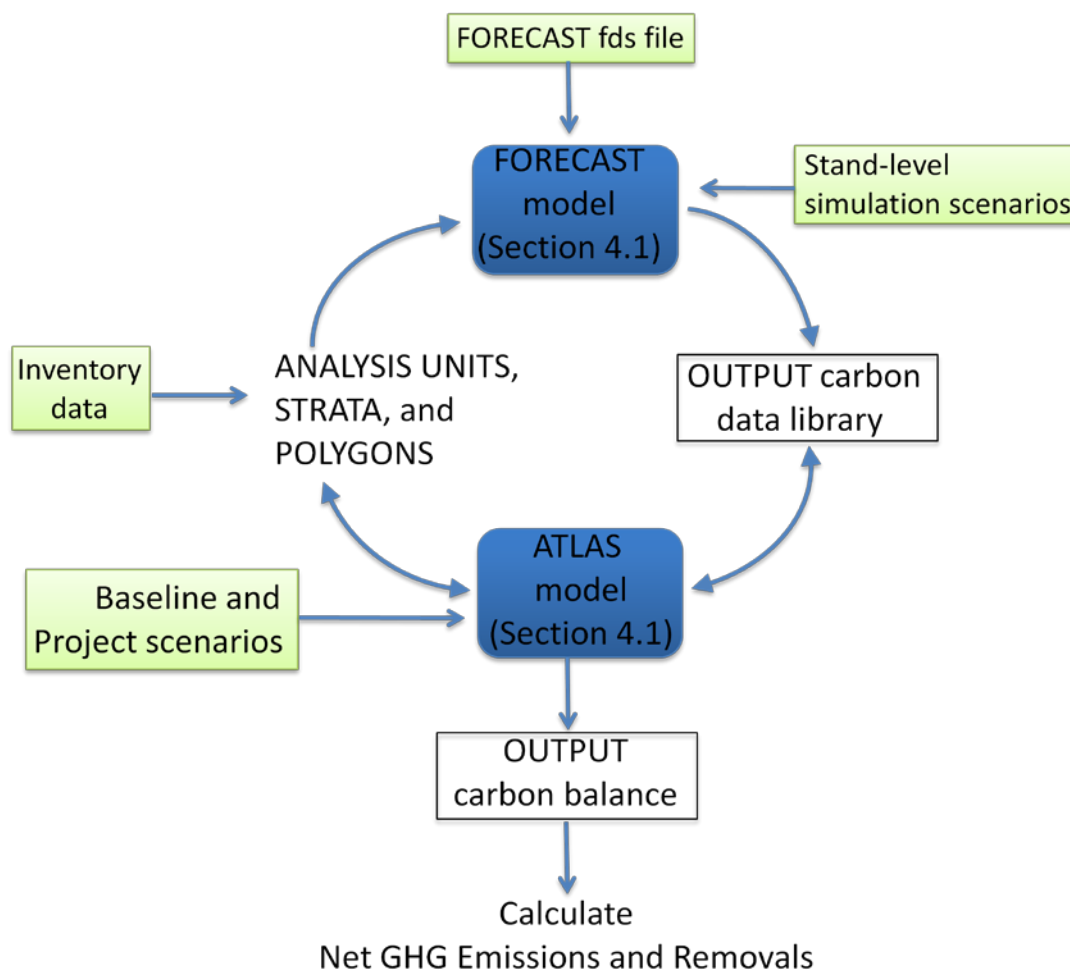 FORECAST fds file
FORECAST
model
(Section 4.1)
Stand-level
simulation scenarios
Inventory
data
ANALYSIS UNITS,
STRATA, and
POLYGONS
OUTPUT carbon
data library
ATLAS
model
(Section 4.1)
Baseline and
Project scenarios
OUTPUT
carbon balance
Calculate
Net GHG Emissions and Removals